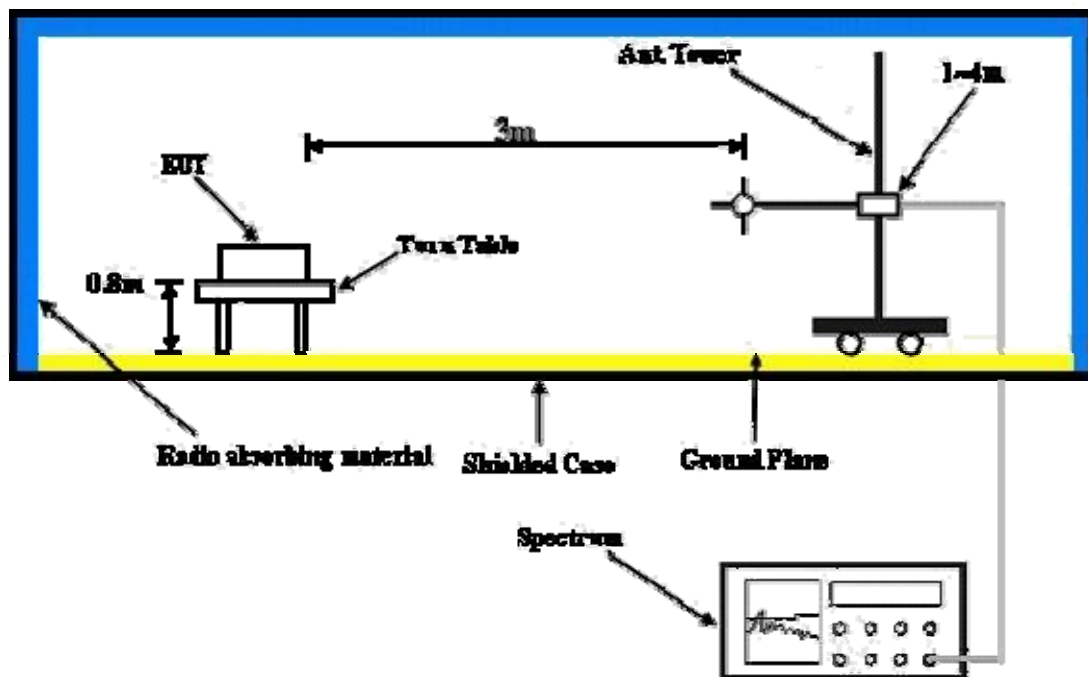 Ant. Tower
1~4m
3m
EUT
Turn Table
0.8m
Radio absorbing material
Shielded Case
Ground Plane
Spectrum